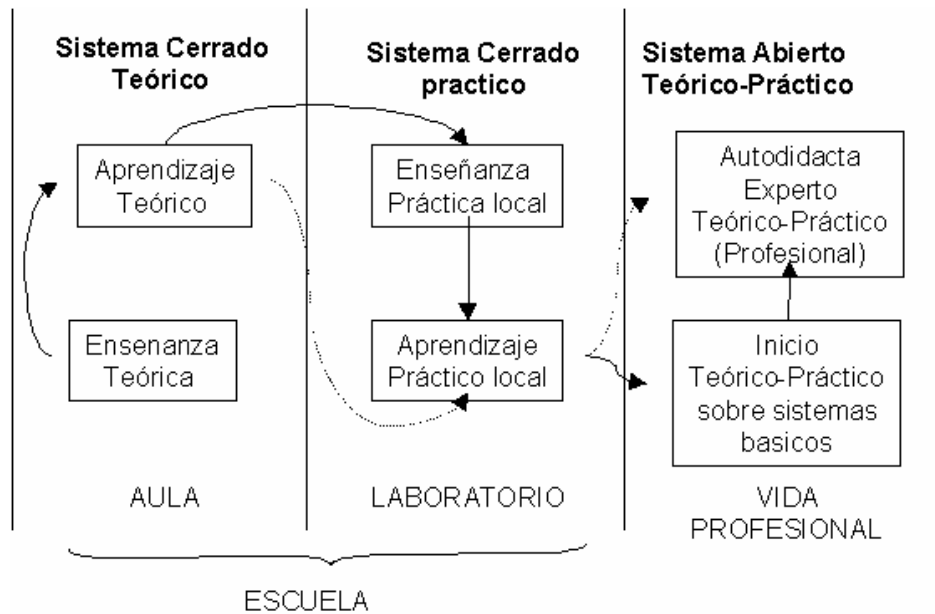 Sistema Cerrado
Teórico
Aprendizaje
Teórico
Ensenanza
Teórica
AULA
Sistema Cerrado
practico
Enseñanza
Práctica local
Aprendizaje
Práctico local
LABORATORIO
Sistema Abierto
Teórico-Práctico
Autodidacta
Experto
Teórico-Práctico
(Profesional)
Inicio
Teórico-Práctico
sobre sistemas
basicos
VIDA
PROFESIONAL
ESCUELA